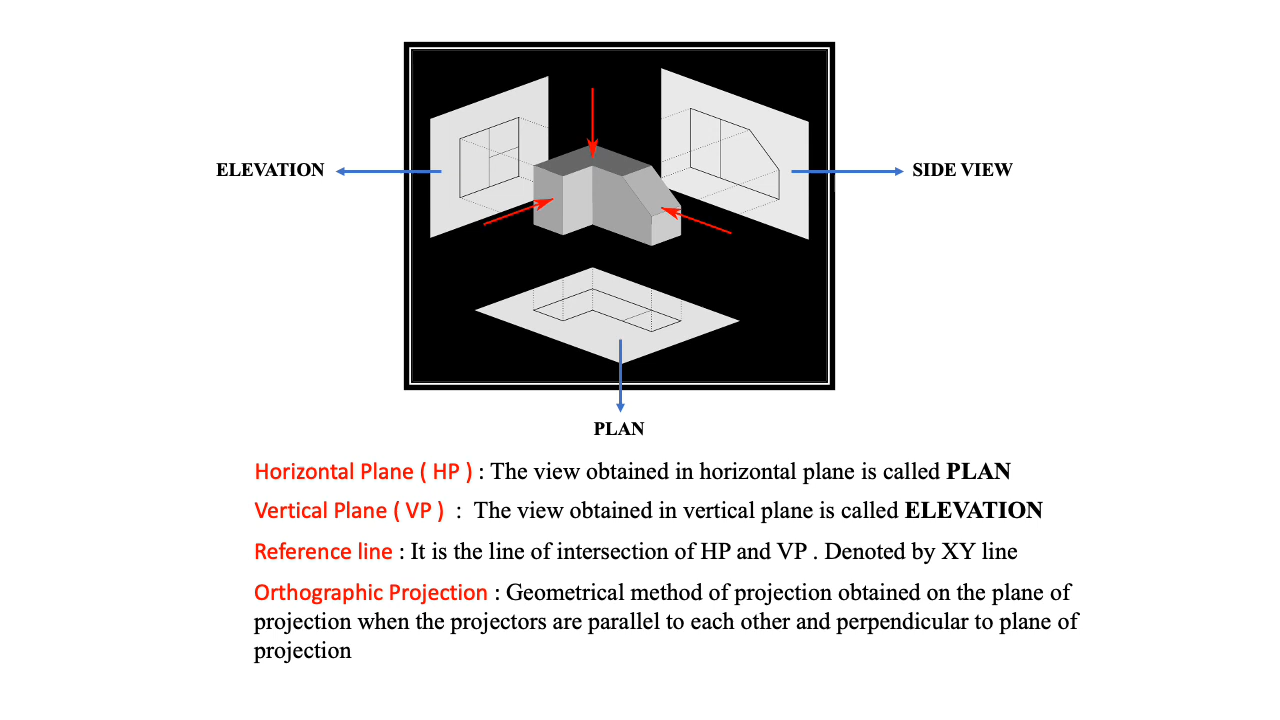 ELEVATION
SIDE VIEW
PLAN
Horizontal Plane ( HP ) : The view obtained in horizontal plane is called PLAN
Vertical Plane ( VP ) : The view obtained in vertical plane is called ELEVATION
Reference line : It is the line of intersection of HP and VP . Denoted by XY line
Orthographic Projection : Geometrical method of projection obtained on the plane of
projection when the projectors are parallel to each other and perpendicular to plane of
projection